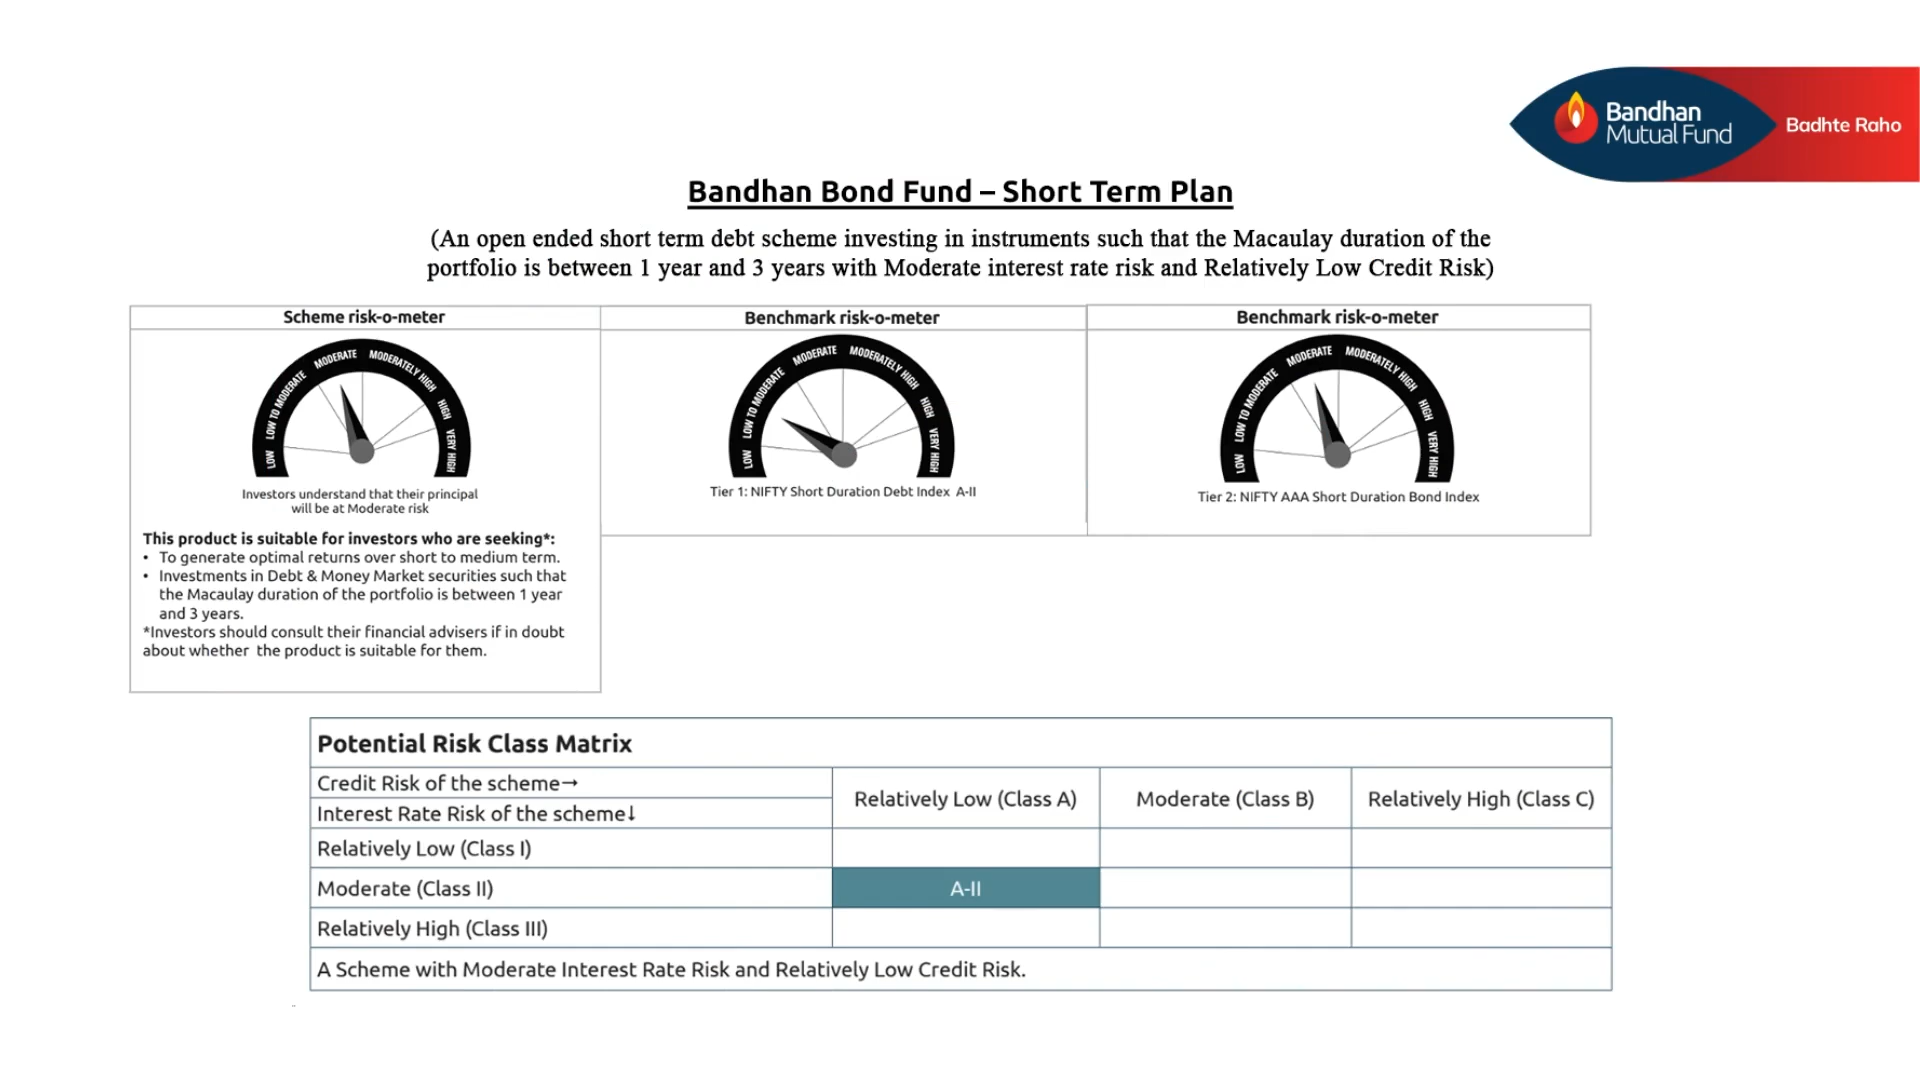 Bandhan
Mutual Fund
Badhte Raho
Bandhan Bond Fund – Short Term Plan
(An open ended short term debt scheme investing in instruments such that the Macaulay duration of the
portfolio is between 1 year and 3 years with Moderate interest rate risk and Relatively Low Credit Risk)
Scheme risk-o-meter
LOW
LOW TO MODERATE
MODERATE
MODERATELY HIGH
HIGH
VERY HIGH
Investors understand that their principal
will be at Moderate risk
This product is suitable for investors who are seeking*:
• To generate optimal returns over short to medium term.
• Investments in Debt & Money Market securities such that
the Macaulay duration of the portfolio is between 1 year
and 3 years.
*Investors should consult their financial advisers if in doubt
about whether the product is suitable for them.
Benchmark risk-o-meter
LOW
LOW TO MODERATE
MODERATE
MODERATELY HIGH
HIGH
VERY HIGH
Tier 1: NIFTY Short Duration Debt Index A-II
Benchmark risk-o-meter
LOW
LOW TO MODERATE
MODERATE
MODERATELY HIGH
HIGH
VERY HIGH
Tier 2: NIFTY AAA Short Duration Bond Index
Potential Risk Class Matrix
Credit Risk of the scheme→
Interest Rate Risk of the scheme↓
Relatively Low (Class A)
Moderate (Class B)
Relatively High (Class C)
Relatively Low (Class I)
Moderate (Class II)
A-II
Relatively High (Class III)
A Scheme with Moderate Interest Rate Risk and Relatively Low Credit Risk.